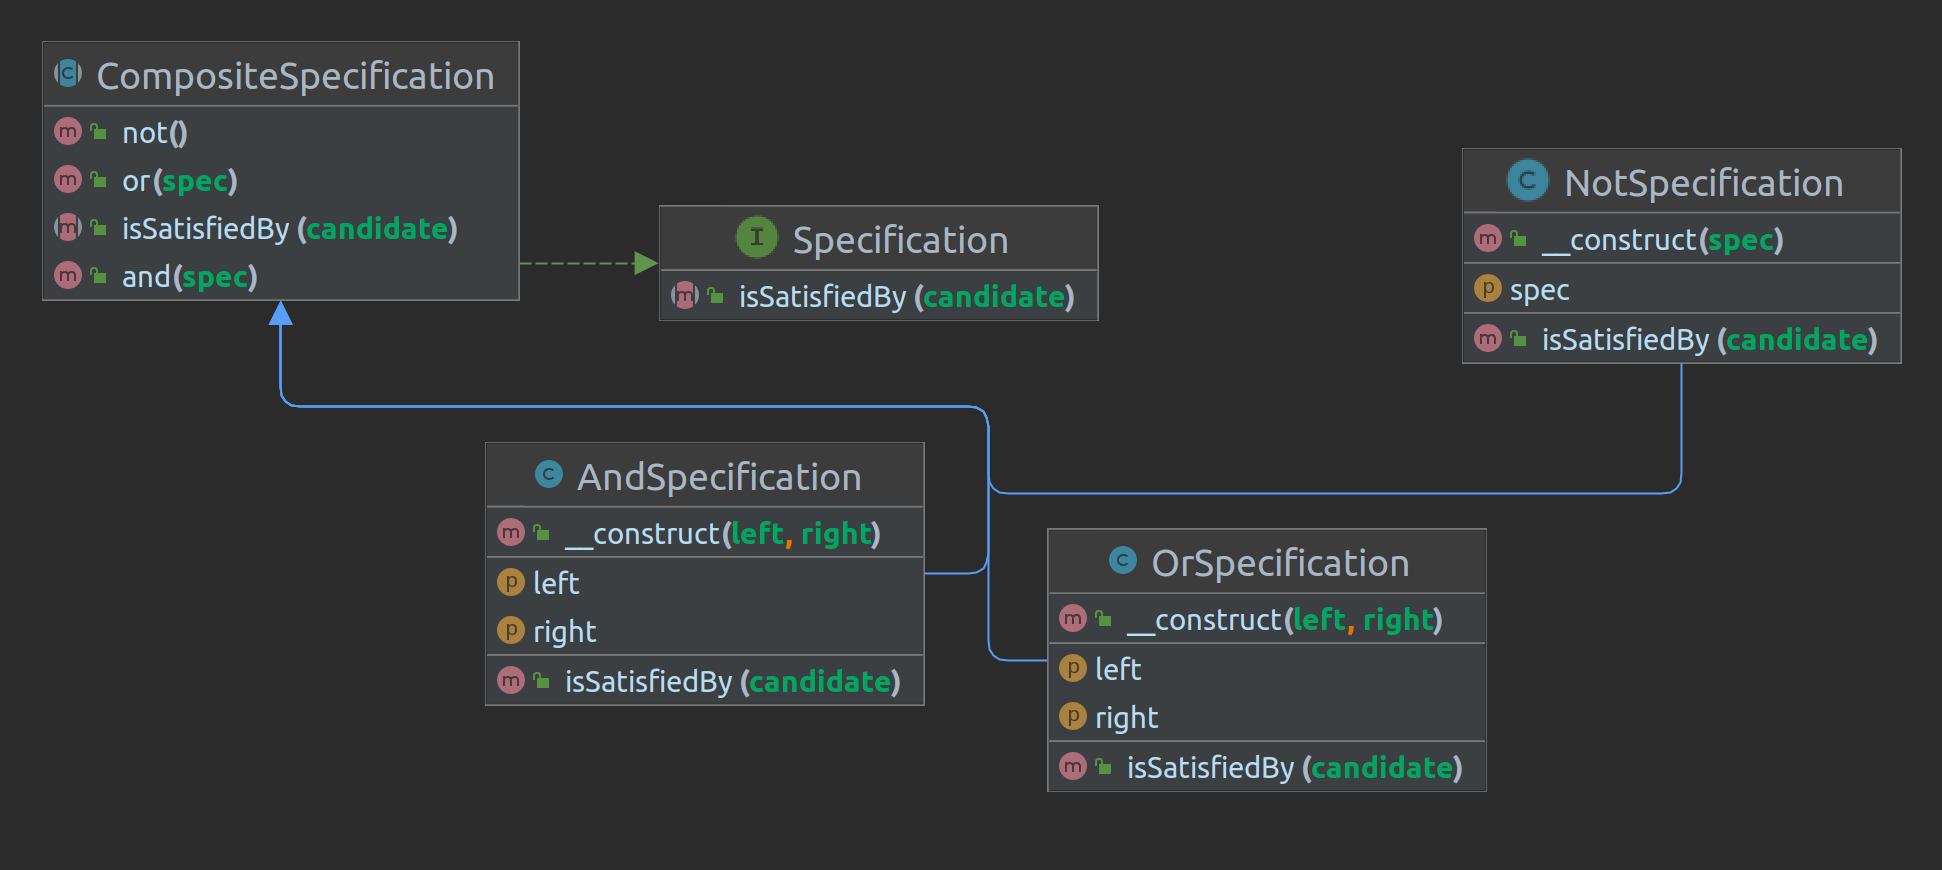 CompositeSpecification
not()
or(spec)
isSatisfiedBy (candidate)
and(spec)
Specification
isSatisfiedBy (candidate)
NotSpecification
__construct(spec)
spec
isSatisfiedBy (candidate)
AndSpecification
__construct(left, right)
left
right
isSatisfiedBy (candidate)
OrSpecification
__construct(left, right)
left
right
isSatisfiedBy (candidate)